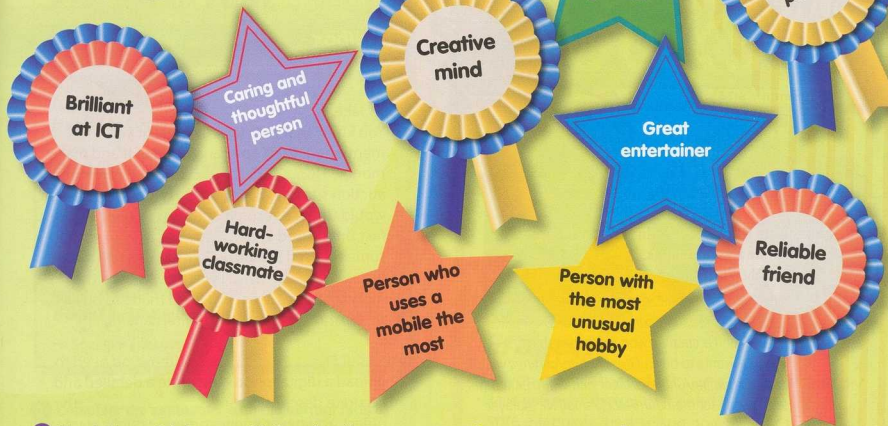 Creative
mind
Brilliant
at ICT
Caring and
thoughtful
person
Great
entertainer
Hard-
working
classmate
Person who
uses a
mobile the
most
Person with
the most
unusual
hobby
Reliable
friend